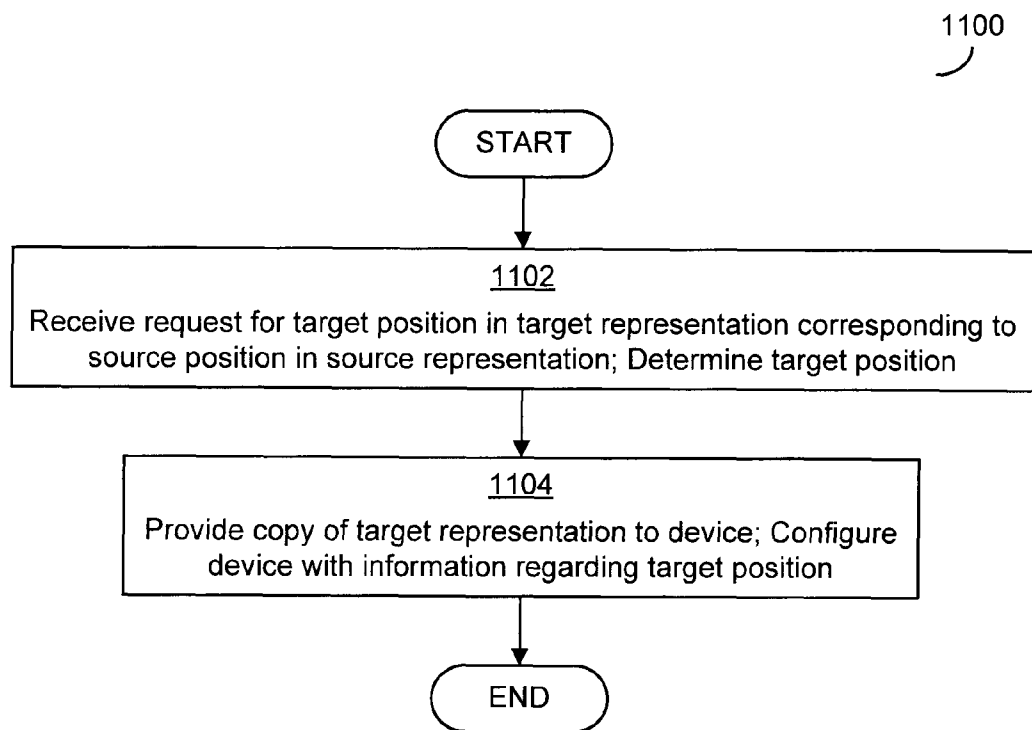 1100
START
1102
Receive request for target position in target representation corresponding to
source position in source representation; Determine target position
1104
Provide copy of target representation to device; Configure
device with information regarding target position
END